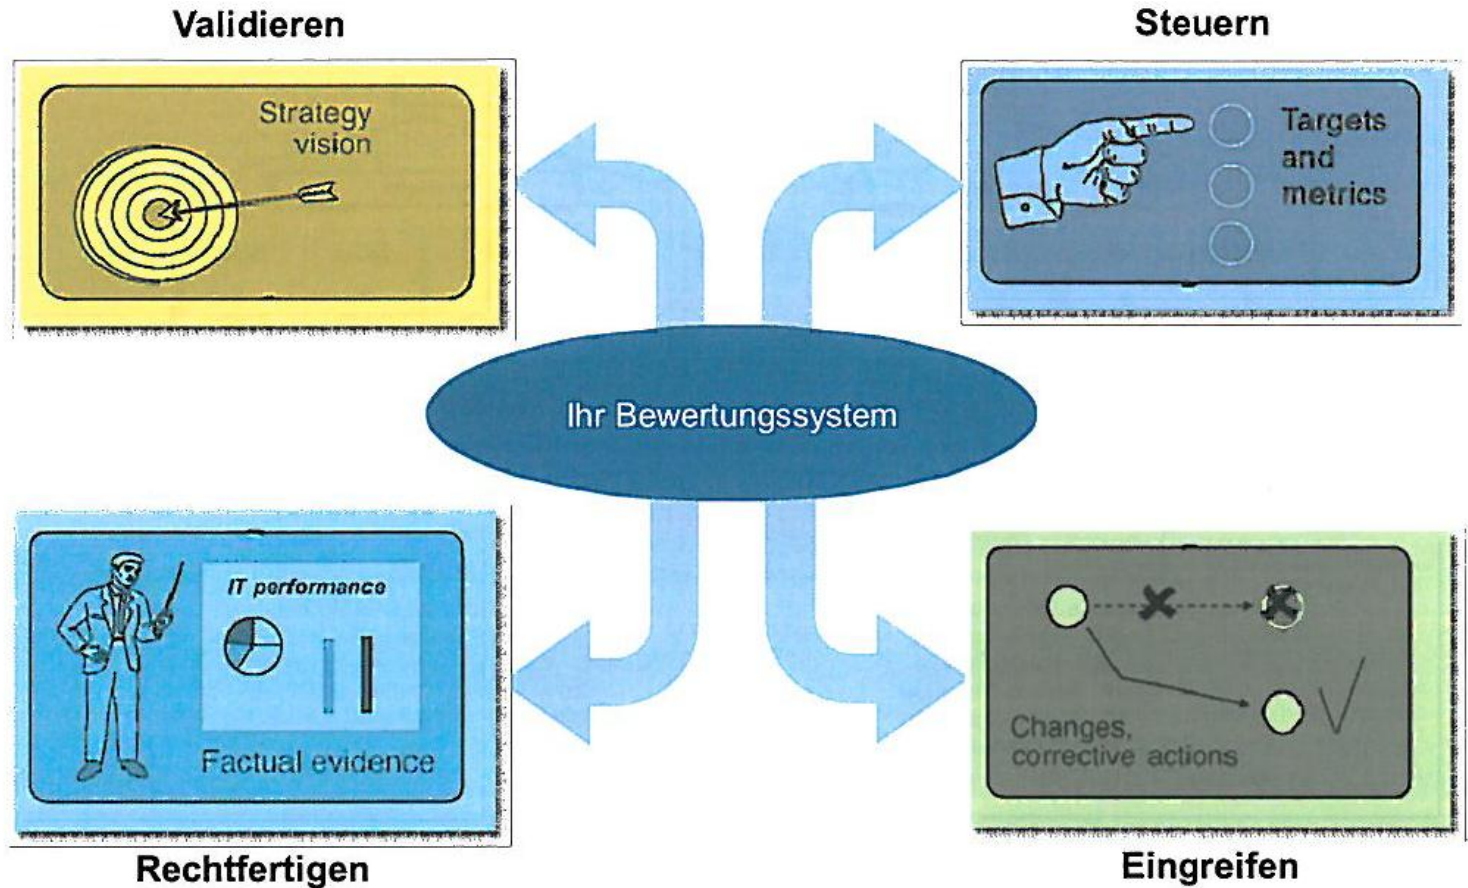 Validieren
Steuern
Strategy
vision
Targets
and
metrics
Ihr Bewertungssystem
IT performance
Factual evidence
Changes,
corrective actions
Rechtfertigen
Eingreifen